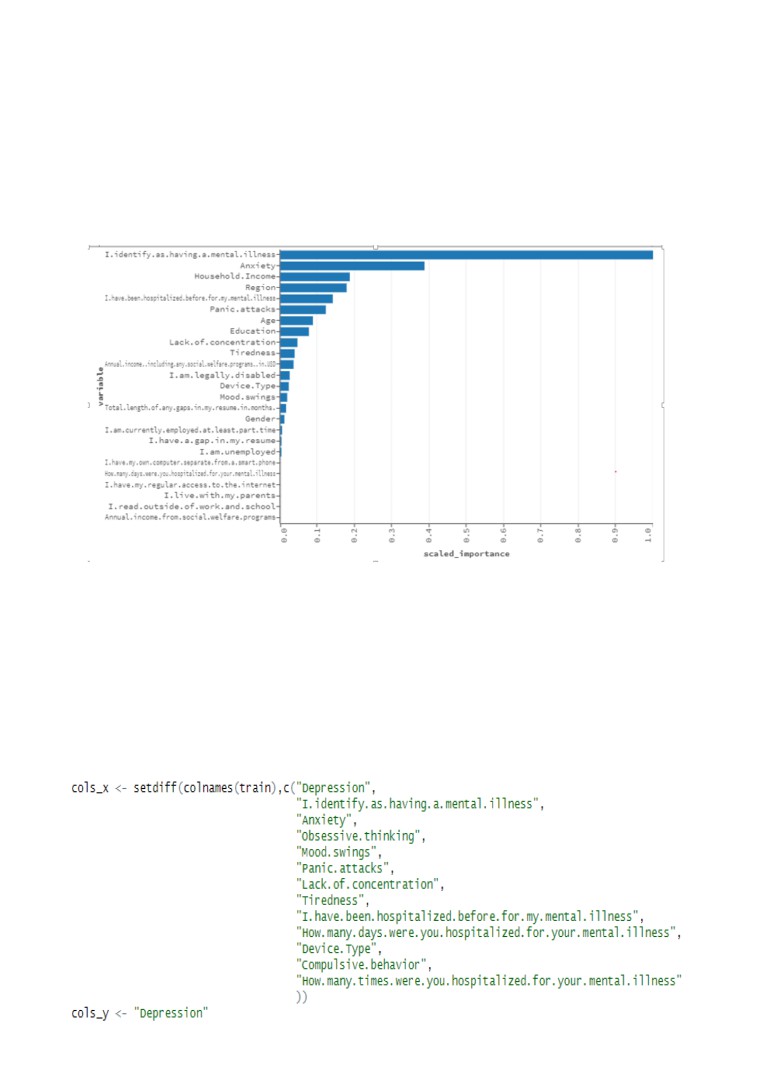 I.identify.as.having.a.mental.illness
Anxiety
Household.Income
Region
I.have.been.hospitalized.before.for.my.mental.illness
Panic.attacks
Age
Education
Lack.of.concentration
Tiredness
Annual.income..including.any.social.welfare.programs..in.USD
I.am.legally.disabled
Device.Type
Mood.swings
Total.length.of.any.gaps.in.my.resume.in.months.
Gender
I.am.currently.employed.at.least.part.time
I.have.a.gap.in.my.resume
I.am.unemployed
I.have.my.own.computer.separate.from.a.smart.phone
How.many.days.were.you.hospitalized.for.your.mental.illness
I.have.my.regular.access.to.the.internet
I.live.with.my.parents
I.read.outside.of.work.and.school
Annual.income.from.social.welfare.programs
variable
0.0 0.1 0.2 0.3 0.4 0.5 0.6 0.7 0.8 0.9 1.0
scaled_importance
cols_x <- setdiff(colnames(train),c("Depression",
"I.identify.as.having.a.mental.illness",
"Anxiety",
"Obsessive.thinking",
"Mood.swings",
"Panic.attacks",
"Lack.of.concentration",
"Tiredness",
"I.have.been.hospitalized.before.for.my.mental.illness",
"How.many.days.were.you.hospitalized.for.your.mental.illness",
"Device.Type",
"Compulsive.behavior",
"How.many.times.were.you.hospitalized.for.your.mental.illness"
))
cols_y <- "Depression"